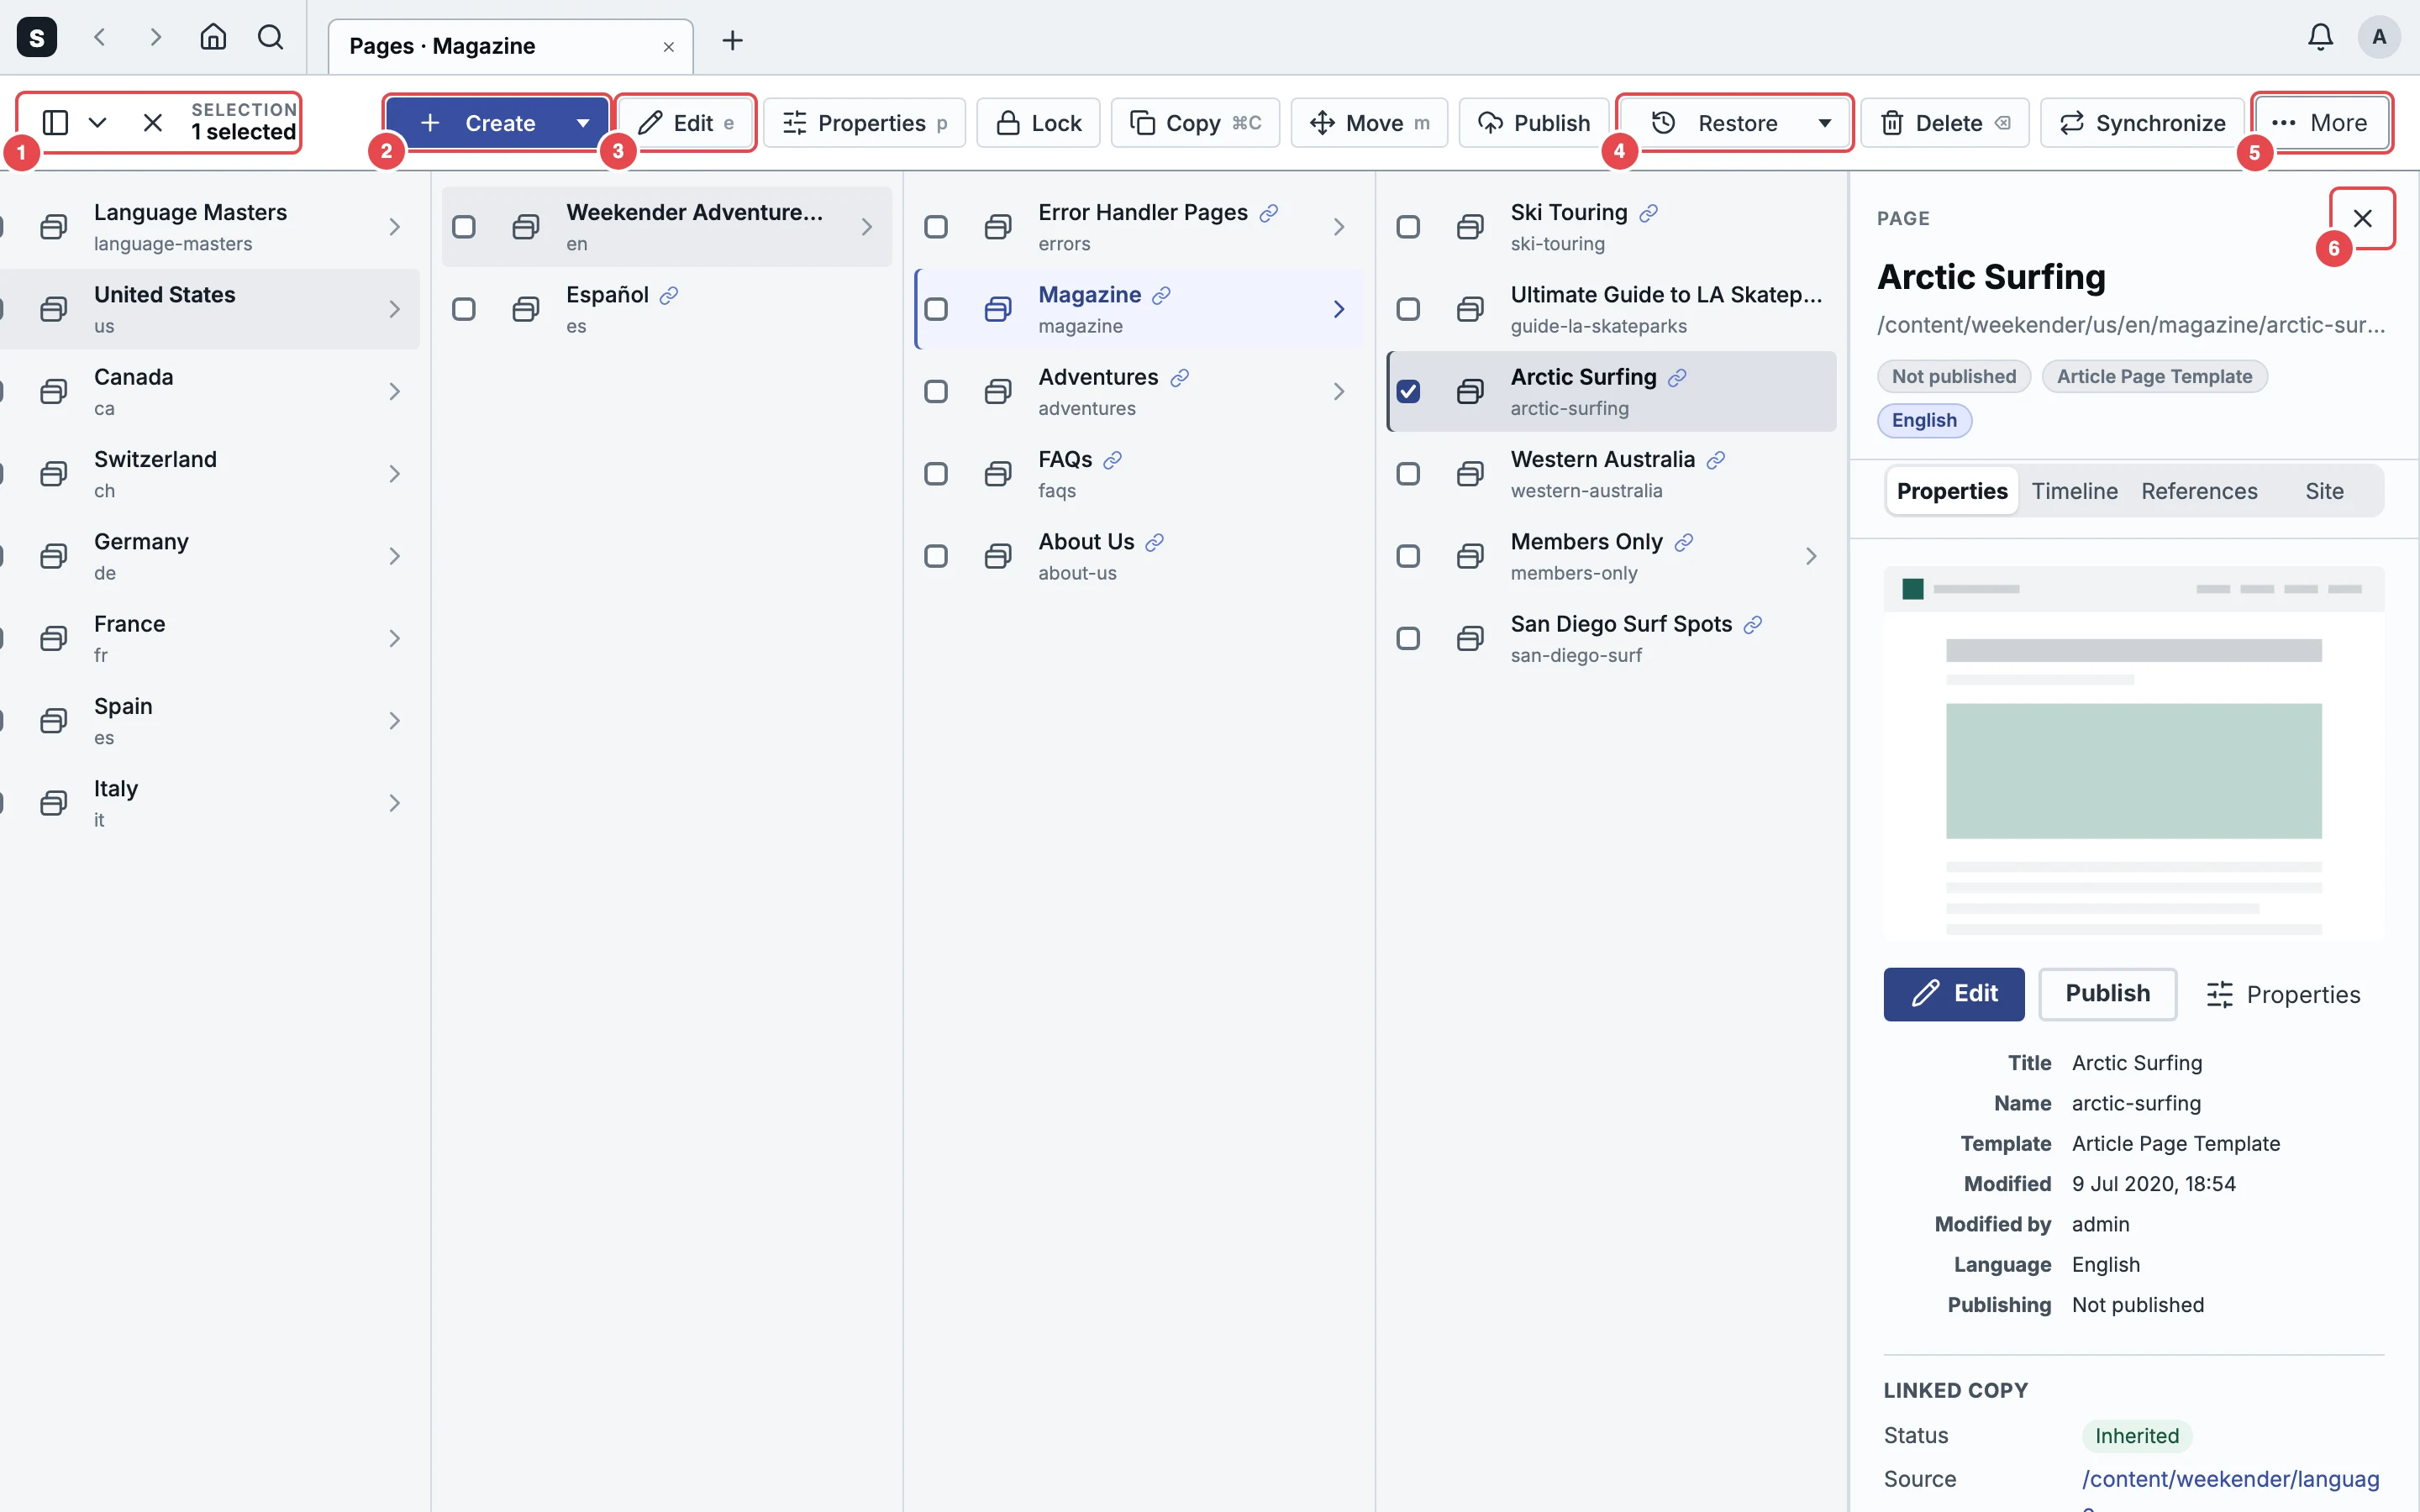 S
Pages · Magazine
A
SELECTION
1 selected
1
Create
2
Edit e
3
Properties p
Lock
Copy ⌘C
Move m
Publish
Restore
4
Delete
Synchronize
More
5
Language Masters
language-masters
United States
us
Canada
ca
Switzerland
ch
Germany
de
France
fr
Spain
es
Italy
it
Weekender Adventure...
en
Español
es
Error Handler Pages
errors
Magazine
magazine
Adventures
adventures
FAQs
faqs
About Us
about-us
Ski Touring
ski-touring
Ultimate Guide to LA Skatep...
guide-la-skateparks
Arctic Surfing
arctic-surfing
Western Australia
western-australia
Members Only
members-only
San Diego Surf Spots
san-diego-surf
PAGE
6
Arctic Surfing
/content/weekender/us/en/magazine/arctic-sur...
Not published
Article Page Template
English
Properties Timeline References Site
Edit Publish Properties
Title Arctic Surfing
Name arctic-surfing
Template Article Page Template
Modified 9 Jul 2020, 18:54
Modified by admin
Language English
Publishing Not published
LINKED COPY
Status Inherited
Source /content/weekender/languag